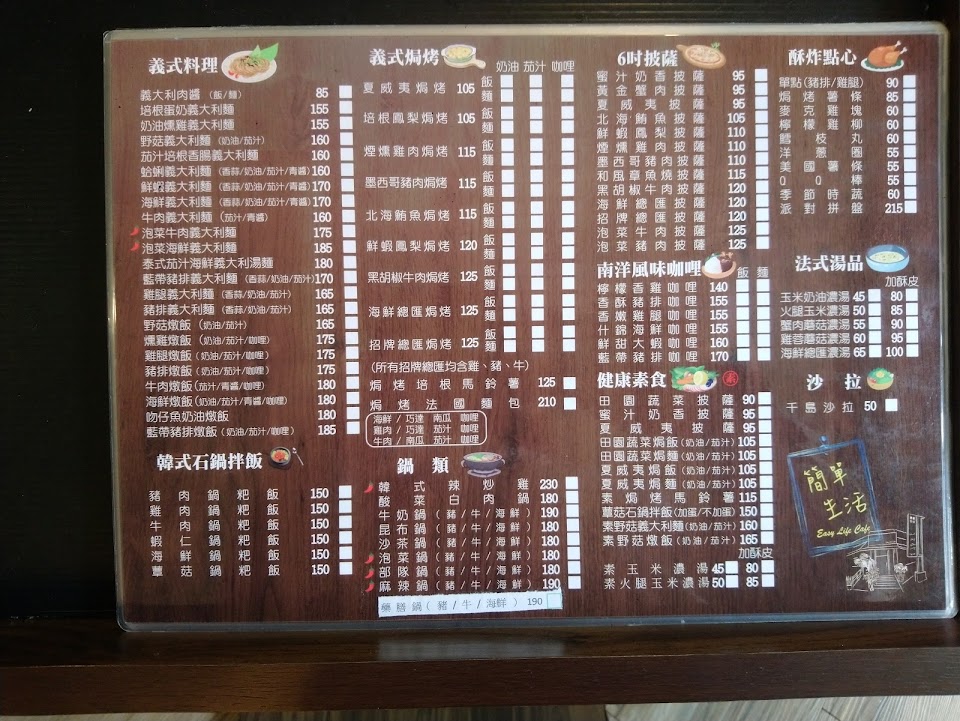 義式料理
義大利肉醬 (飯/麵) 85
培根蛋奶義大利麵 155
奶油燻雞義大利麵 155
野菇義大利麵 (奶油/茄汁) 160
茄汁培根香腸義大利麵 160
蛤蜊義大利麵 (香蒜/奶油/茄汁/青醬) 170
鮮蝦義大利麵 (香蒜/奶油/茄汁/青醬) 170
海鮮義大利麵 (香蒜/奶油/茄汁/青醬) 170
牛肉義大利麵 (茄汁/青醬) 160
泡菜牛肉義大利麵 175
泡菜海鮮義大利麵 185
泰式茄汁海鮮義大利湯麵 180
藍帶豬排義大利麵 (香蒜/奶油/茄汁) 170
雞腿義大利麵 (香蒜/奶油/茄汁) 165
豬排義大利麵 (香蒜/奶油/茄汁) 165
野菇燉飯 (奶油/茄汁) 165
燻雞燉飯 (奶油/茄汁/咖哩) 175
雞腿燉飯 (奶油/茄汁/咖哩) 175
豬排燉飯 (奶油/茄汁/咖哩) 175
牛肉燉飯 (茄汁/青醬/咖哩) 180
海鮮燉飯 (奶油/茄汁/青醬/咖哩) 180
吻仔魚奶油燉飯 180
藍帶豬排燉飯 (奶油/茄汁/咖哩) 185
韓式石鍋拌飯
豬肉鍋粑飯 150
雞肉鍋粑飯 150
牛肉鍋粑飯 150
蝦仁鍋粑飯 150
海鮮鍋粑飯 150
蕈菇鍋粑飯 150
義式焗烤
奶油 茄汁 咖哩
夏威夷焗烤 105 飯 麵
培根鳳梨焗烤 105 飯 麵
煙燻雞肉焗烤 115 飯 麵
墨西哥豬肉焗烤 115 飯 麵
北海鮪魚焗烤 115 飯 麵
鮮蝦鳳梨焗烤 120 飯 麵
黑胡椒牛肉焗烤 125 飯 麵
海鮮總匯焗烤 125 飯 麵
招牌總匯焗烤 125 飯 麵
(所有招牌總匯均含雞、豬、牛)
焗烤培根馬鈴薯 125
焗烤法國麵包 210
海鮮 / 巧達 南瓜 咖哩
雞肉 / 巧達 茄汁 咖哩
牛肉 / 南瓜 茄汁 咖哩
鍋類
韓式辣炒雞 230
酸菜白肉鍋 180
牛奶鍋(豬/牛/海鮮) 190
昆布鍋(豬/牛/海鮮) 180
沙茶鍋(豬/牛/海鮮) 180
泡菜鍋(豬/牛/海鮮) 180
部隊鍋(豬/牛/海鮮) 180
麻辣鍋(豬/牛/海鮮) 190
藥膳鍋(豬/牛/海鮮) 190
6吋披薩
蜜汁奶香披薩 95
黃金蟹肉披薩 95
夏威夷披薩 95
北海鮪魚披薩 105
鮮蝦鳳梨披薩 110
煙燻雞肉披薩 110
墨西哥豬肉披薩 110
和風章魚燒披薩 115
黑胡椒牛肉披薩 120
海鮮總匯披薩 120
招牌總匯披薩 120
泡菜牛肉披薩 125
泡菜豬肉披薩 125
南洋風味咖哩 飯 麵
檸檬香雞咖哩 140
香酥豬排咖哩 155
香嫩雞腿咖哩 155
什錦海鮮咖哩 155
鮮甜大蝦咖哩 160
藍帶豬排咖哩 170
健康素食 素
田園蔬菜披薩 90
蜜汁奶香披薩 95
夏威夷披薩 95
田園蔬菜焗飯(奶油/茄汁) 105
田園蔬菜焗麵(奶油/茄汁) 105
夏威夷焗飯(奶油/茄汁) 105
夏威夷焗麵(奶油/茄汁) 105
素焗烤馬鈴薯 115
蕈菇石鍋拌飯(加蛋/不加蛋) 150
素野菇義大利麵(奶油/茄汁) 160
素野菇燉飯(奶油/茄汁) 165
加酥皮
素玉米濃湯 45 80
素火腿玉米濃湯 50 85
酥炸點心
單點(豬排/雞腿) 90
焗烤薯條 85
麥克雞塊 60
檸檬雞柳 60
鱈枝丸 60
洋蔥圈 55
美國薯條 55
QQ棒 55
季節時蔬 60
派對拼盤 215
法式湯品
加酥皮
玉米奶油濃湯 45 80
火腿玉米濃湯 50 85
蟹肉蘑菇濃湯 55 90
雞蓉蘑菇濃湯 60 95
海鮮總匯濃湯 65 100
沙拉
千島沙拉 50
簡單
生活
Easy Life Cafe